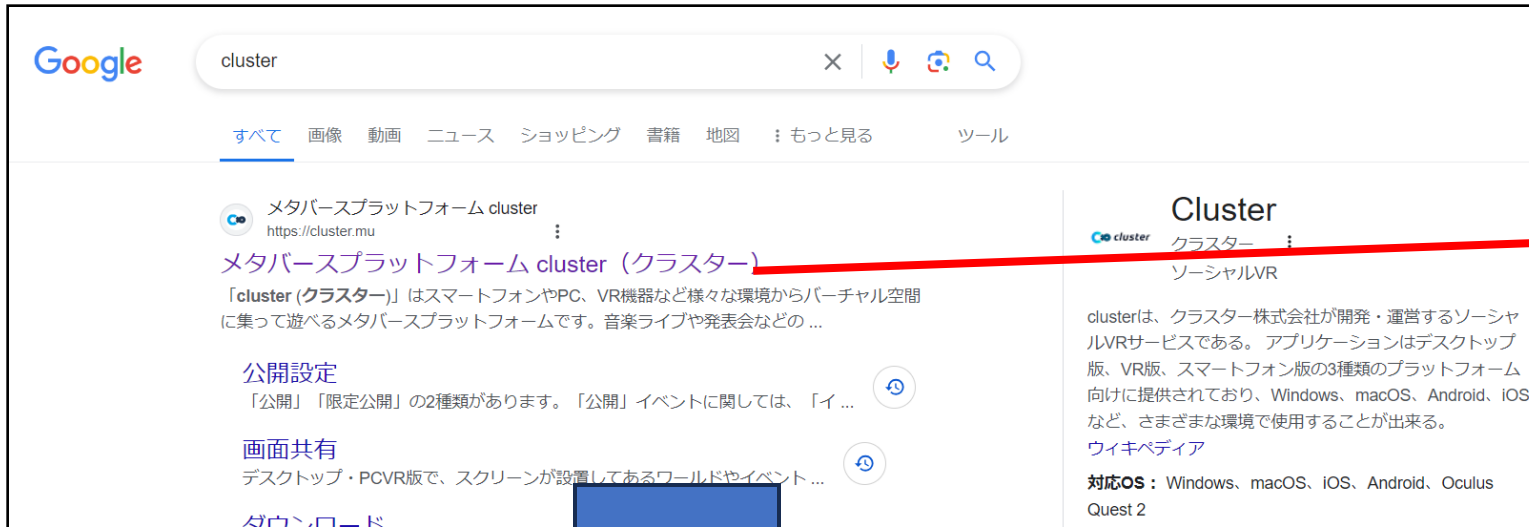 Google
cluster
すべて 画像 動画 ニュース ショッピング 書籍 地図 もっと見る ツール
メタバースプラットフォーム cluster
https://cluster.mu
メタバースプラットフォーム cluster（クラスター）
「cluster (クラスター)」はスマートフォンやPC、VR機器など様々な環境からバーチャル空間
に集って遊べるメタバースプラットフォームです。音楽ライブや発表会などの ...
公開設定
「公開」「限定公開」の2種類があります。「公開」イベントに関しては、「イ ...
画面共有
デスクトップ・PCVR版で、スクリーンが設置してあるワールドやイベント ...
ダウンロード
cluster
Cluster
クラスター
ソーシャルVR
clusterは、クラスター株式会社が開発・運営するソーシャ
ルVRサービスである。 アプリケーションはデスクトップ
版、VR版、スマートフォン版の3種類のプラットフォーム
向けに提供されており、Windows、macOS、Android、iOS
など、さまざまな環境で使用することが出来る。
ウィキペディア
対応OS： Windows、macOS、iOS、Android、Oculus
Quest 2